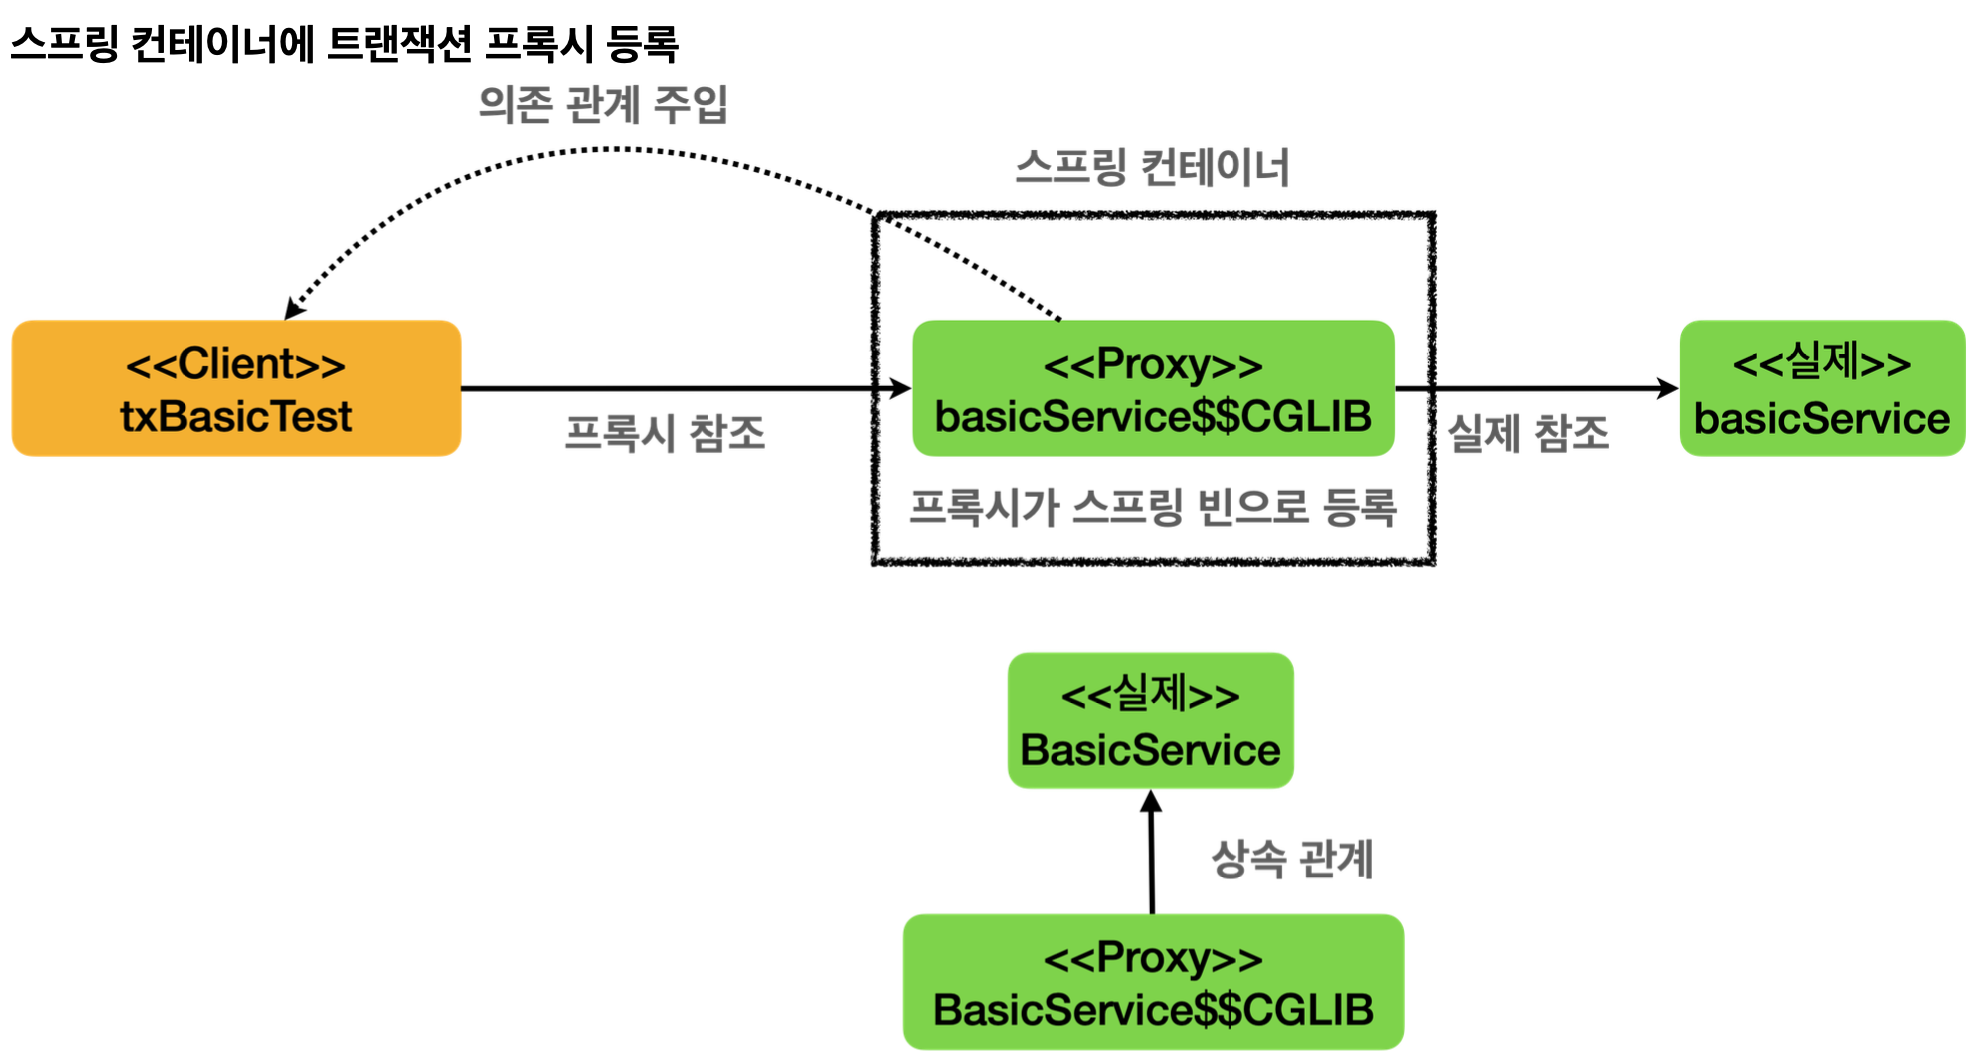 스프링 컨테이너에 트랜잭션 프록시 등록
의존 관계 주입
스프링 컨테이너
<<Client>>
txBasicTest
프록시 참조
<<Proxy>>
basicService$$CGLIB
프록시가 스프링 빈으로 등록
실제 참조
<<실제>>
basicService
<<실제>>
BasicService
상속 관계
<<Proxy>>
BasicService$$CGLIB